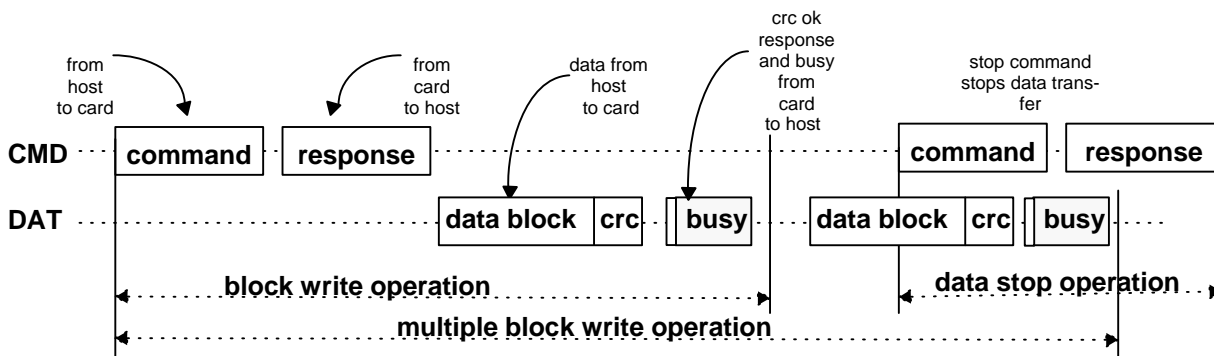 from
host
to card
from
card
to host
data from
host
to card
crc ok
response
and busy
from
card
to host
stop command
stops data trans-
fer
CMD
command
response
command
response
DAT
data block
crc
busy
data block
crc
busy
block write operation
data stop operation
multiple block write operation